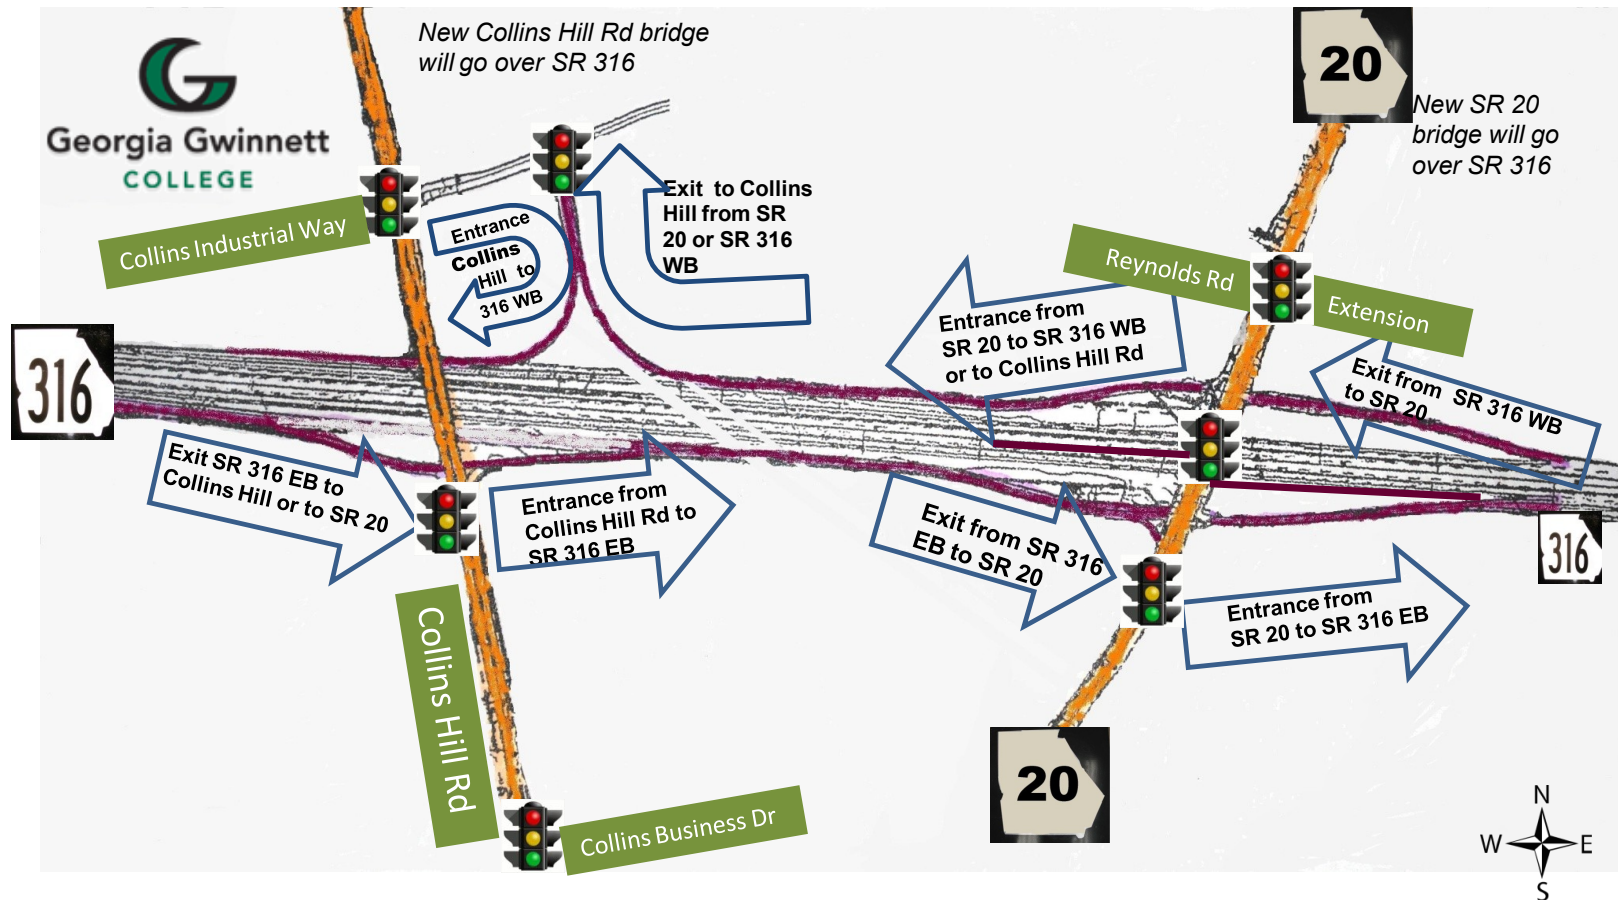 New Collins Hill Rd bridge
will go over SR 316
20
New SR 20
bridge will go
over SR 316
Georgia Gwinnett
COLLEGE
Collins Industrial Way
Entrance
Collins
Hill to
316 WB
Exit to Collins
Hill from SR
20 or SR 316
WB
Reynolds Rd
Extension
316
Entrance from
SR 20 to SR 316 WB
or to Collins Hill Rd
Exit from SR 316 WB
to SR 20
Exit SR 316 EB to
Collins Hill or to SR 20
Entrance from
Collins Hill Rd to
SR 316 EB
Exit from SR 316
EB to SR 20
316
Entrance from
SR 20 to SR 316 EB
Collins Hill Rd
20
Collins Business Dr
N
W E
S